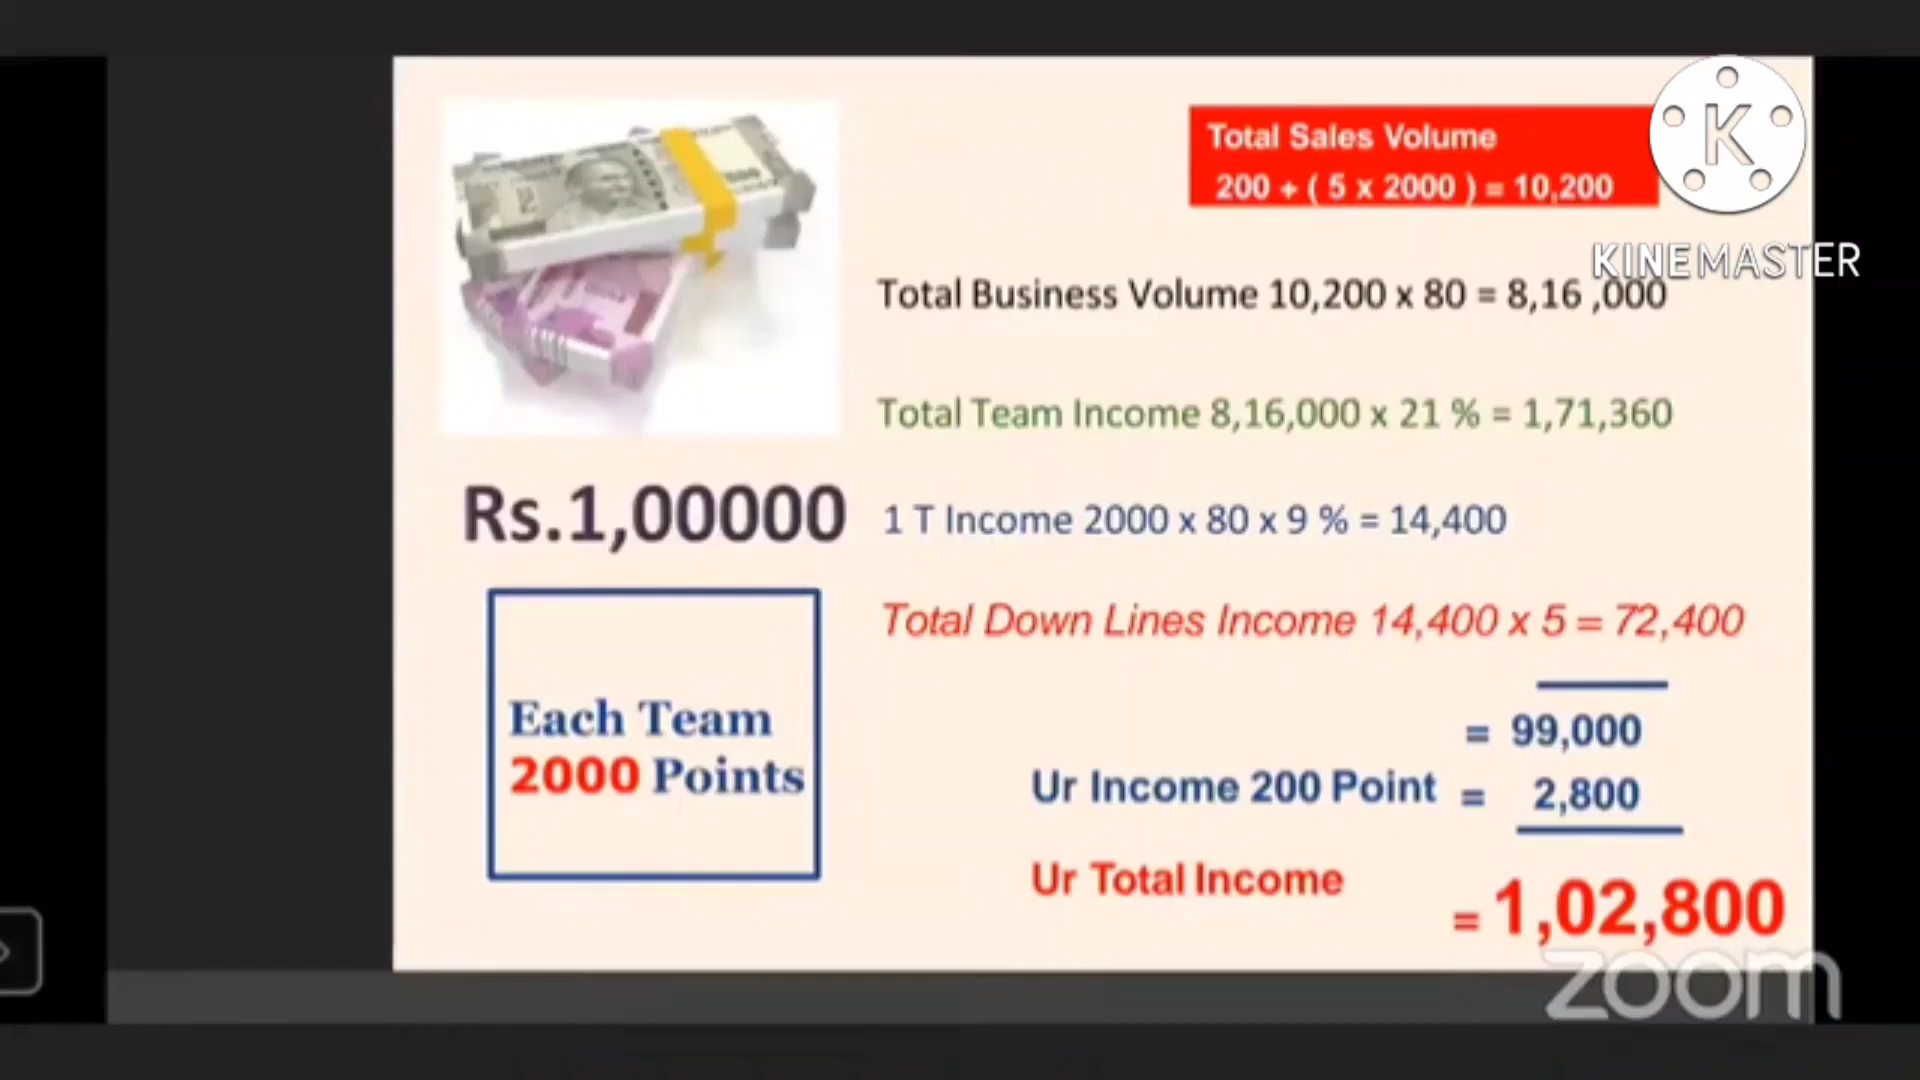 Total Sales Volume
200 + ( 5 x 2000 ) = 10,200
K
KINEMASTER
Total Business Volume 10,200 x 80 = 8,16 ,000
Total Team Income 8,16,000 x 21 % = 1,71,360
Rs.1,00000
1 T Income 2000 x 80 x 9 % = 14,400
Total Down Lines Income 14,400 x 5 = 72,400
Each Team
2000 Points
= 99,000
Ur Income 200 Point = 2,800
Ur Total Income = 1,02,800
zoom